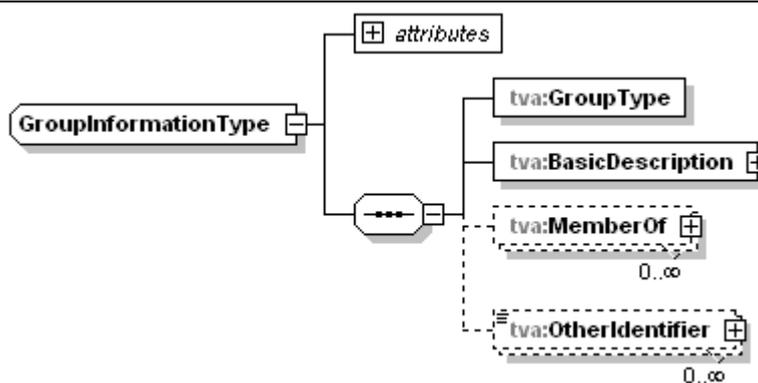 attributes
GroupInformationType
tva:GroupType
tva:BasicDescription
tva:MemberOf
0..∞
tva:OtherIdentifier
0..∞